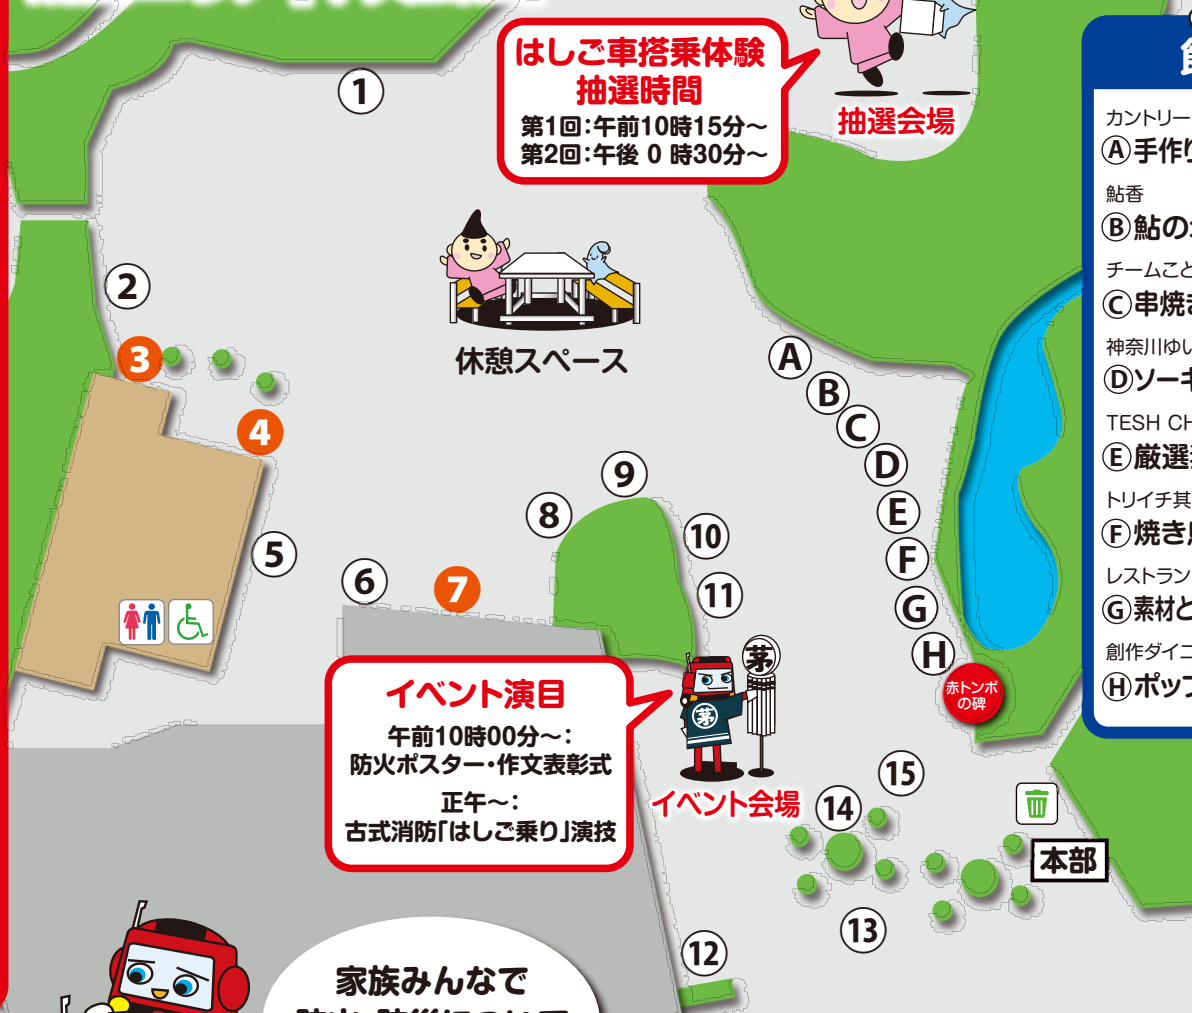 はしご車搭乗体験
抽選時間
第1回：午前10時15分～
第2回：午後 0 時30分～
抽選会場
①
②
③
④
⑤
⑥
⑦
⑧
⑨
⑩
⑪
⑫
⑬
⑭
⑮
休憩スペース
Ⓐ
Ⓑ
Ⓒ
Ⓓ
Ⓔ
Ⓕ
Ⓖ
Ⓗ
赤トンボ
の碑
イベント演目
午前10時00分～：
防火ポスター・作文表彰式
正午～：
古式消防「はしご乗り」演技
茅
茅
イベント会場
本部
家族みんなで
カントリー
Ⓐ手作り
鮎香
Ⓑ鮎の
チームこと
Ⓒ串焼き
神奈川ゆい
Ⓓソーキ
TESH CH
Ⓔ厳選
トリイチ其
Ⓕ焼き
レストラン
Ⓖ素材と
創作ダイニ
Ⓗポップ